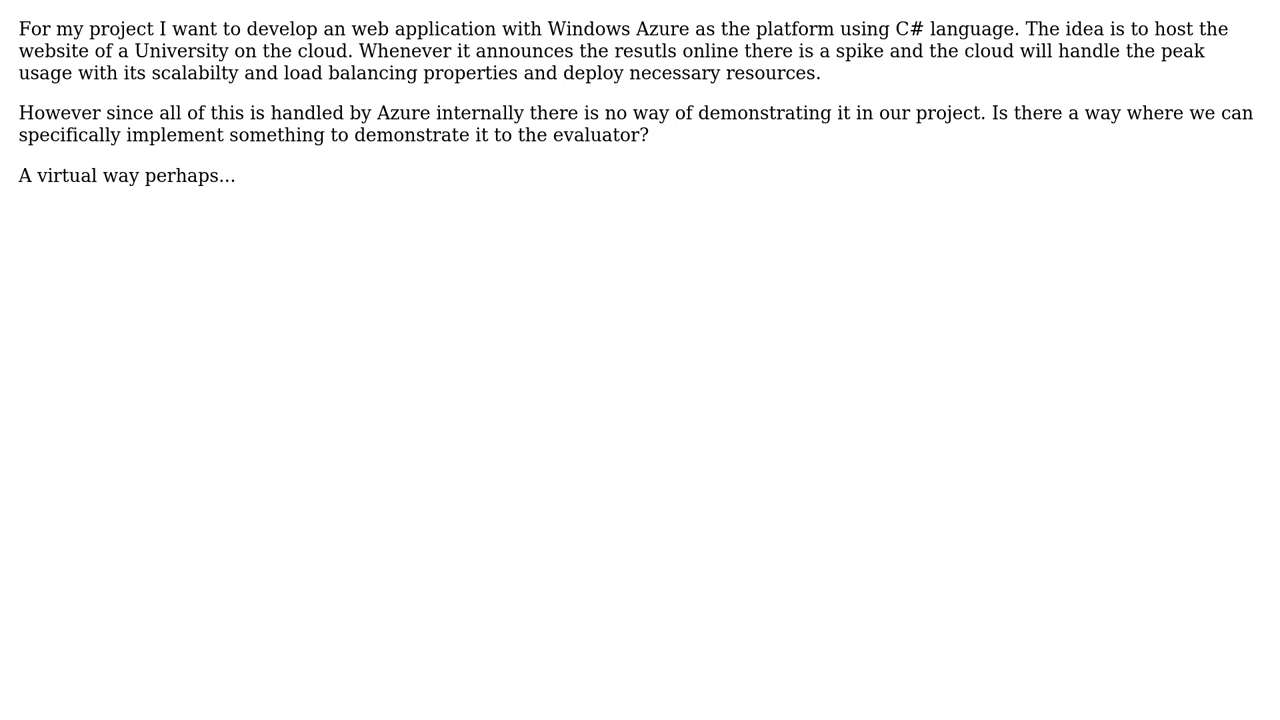 For my project I want to develop an web application with Windows Azure as the platform using C# language. The idea is to host the
website of a University on the cloud. Whenever it announces the resutls online there is a spike and the cloud will handle the peak
usage with its scalabilty and load balancing properties and deploy necessary resources.
However since all of this is handled by Azure internally there is no way of demonstrating it in our project. Is there a way where we can
specifically implement something to demonstrate it to the evaluator?
A virtual way perhaps...